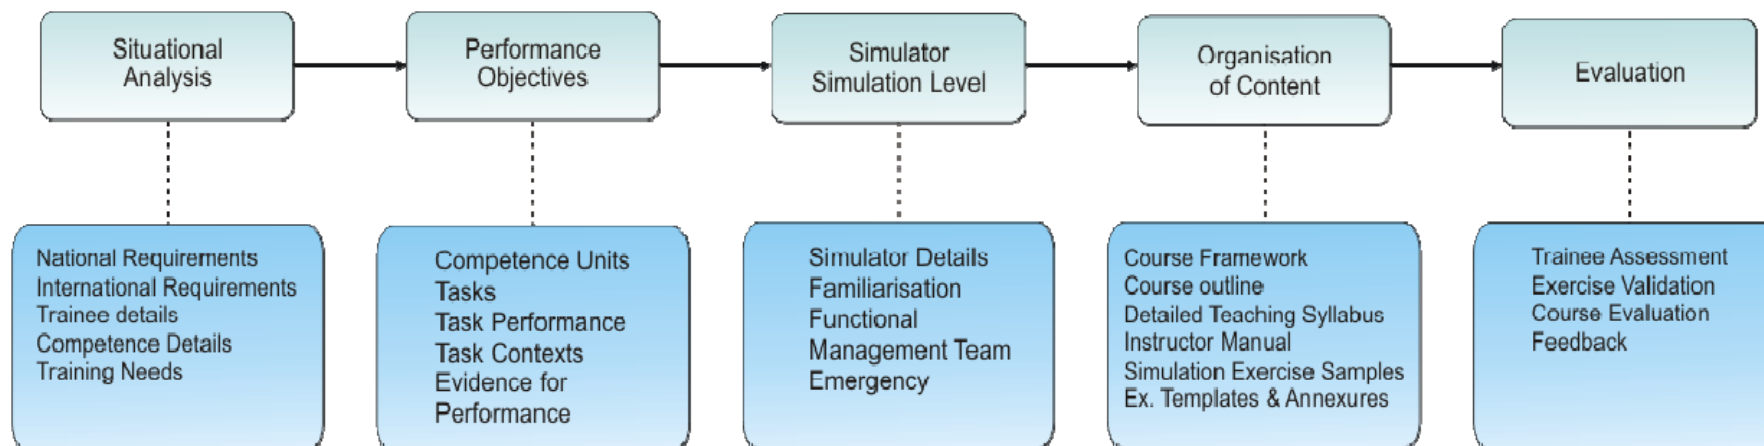 Situational
Analysis
Performance
Objectives
Simulator
Simulation Level
Organisation
of Content
Evaluation
National Requirements
International Requirements
Trainee details
Competence Details
Training Needs
Competence Units
Tasks
Task Performance
Task Contexts
Evidence for
Performance
Simulator Details
Familiarisation
Functional
Management Team
Emergency
Course Framework
Course outline
Detailed Teaching Syllabus
Instructor Manual
Simulation Exercise Samples
Ex. Templates & Annexures
Trainee Assessment
Exercise Validation
Course Evaluation
Feedback